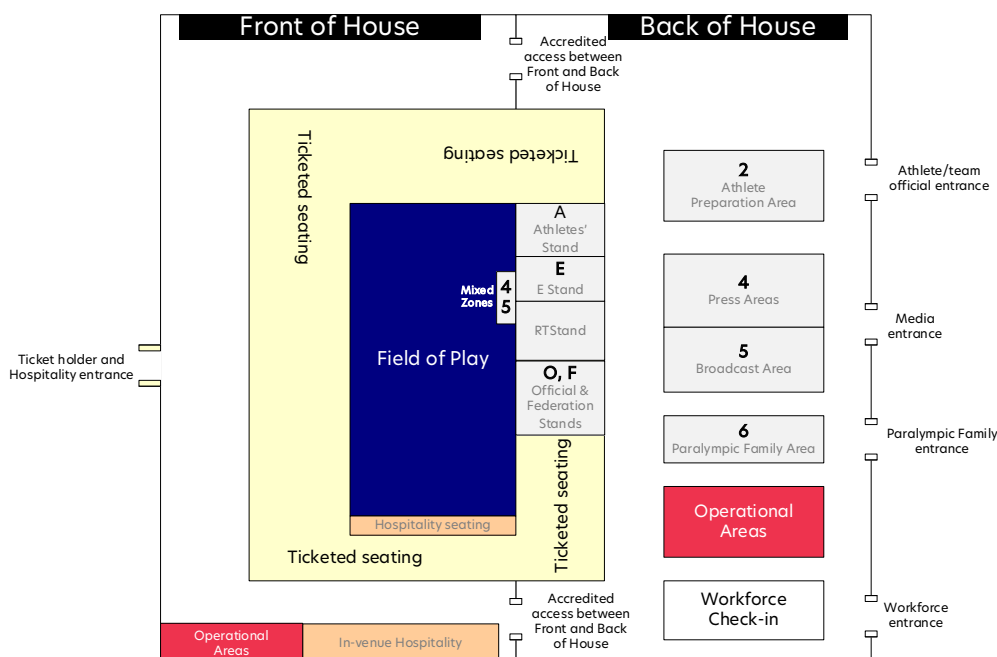 Front of House
Back of House
Accredited
access between
Front and Back
of House
Ticketed seating
Ticketed seating
2
Athlete
Preparation Area
Athlete/team
official entrance
A
Athletes'
Stand
E
E Stand
Mixed
Zones
4
5
RTStand
4
Press Areas
Media
entrance
Ticket holder and
Hospitality entrance
Field of Play
5
Broadcast Area
O, F
Official &
Federation
Stands
6
Paralympic Family Area
Paralympic Family
entrance
Ticketed seating
Operational
Areas
Hospitality seating
Ticketed seating
Accredited
access between
Front and Back
of House
Workforce
Check-in
Workforce
entrance
Operational
Areas
In-venue Hospitality